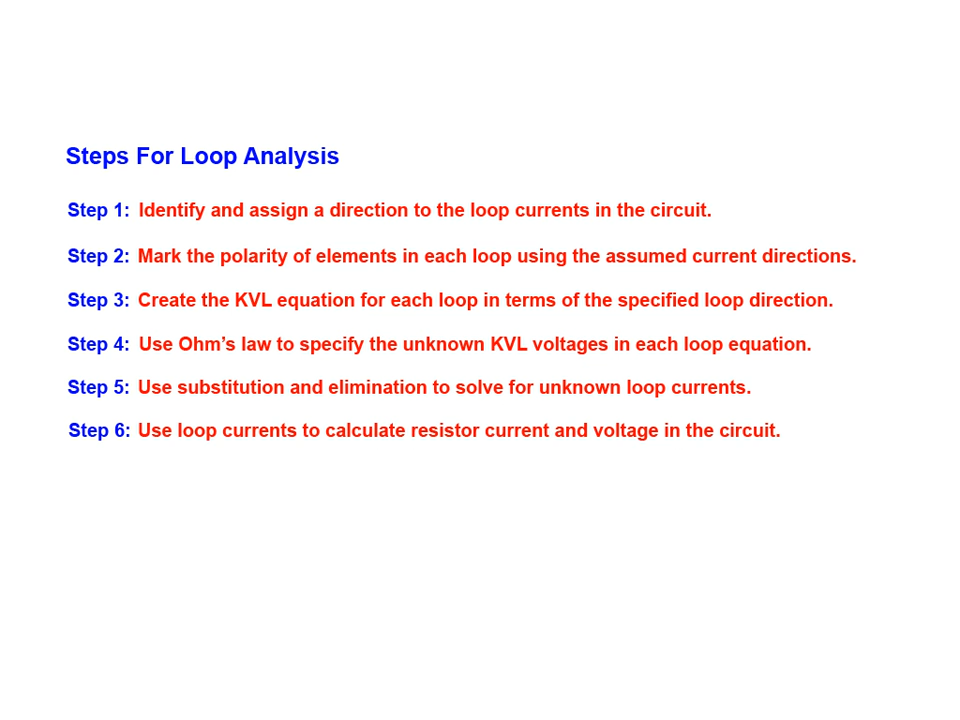 Steps For Loop Analysis
Step 1: Identify and assign a direction to the loop currents in the circuit.
Step 2: Mark the polarity of elements in each loop using the assumed current directions.
Step 3: Create the KVL equation for each loop in terms of the specified loop direction.
Step 4: Use Ohm’s law to specify the unknown KVL voltages in each loop equation.
Step 5: Use substitution and elimination to solve for unknown loop currents.
Step 6: Use loop currents to calculate resistor current and voltage in the circuit.